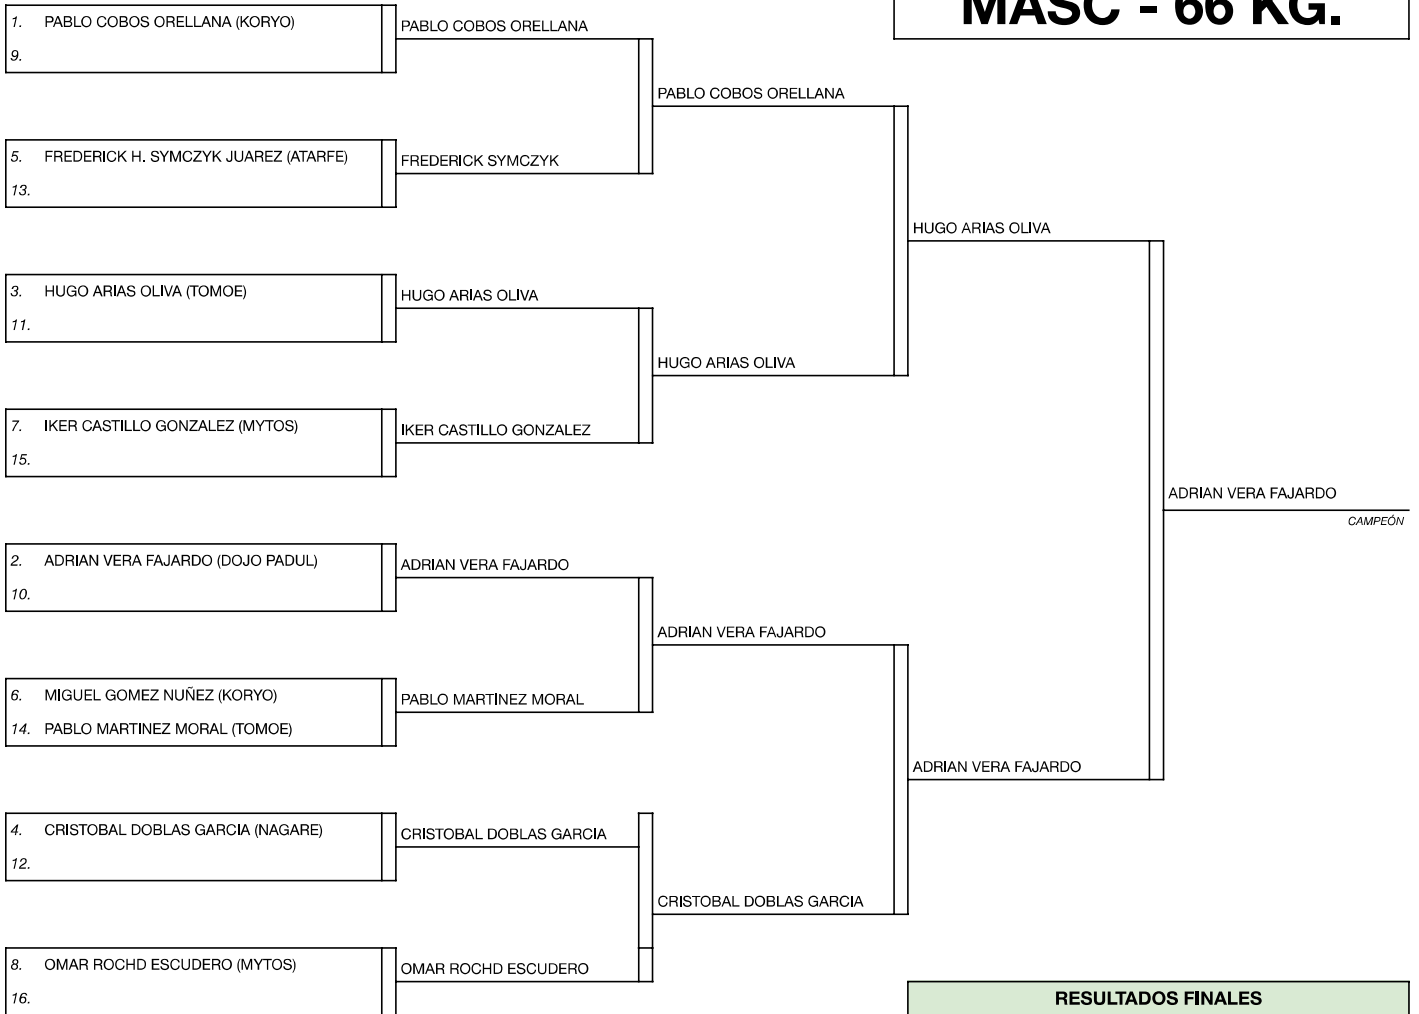 MASC - 66 KG.
1. PABLO COBOS ORELLANA (KORYO)
9.
5. FREDERICK H. SYMCZYK JUAREZ (ATARFE)
13.
3. HUGO ARIAS OLIVA (TOMOE)
11.
7. IKER CASTILLO GONZALEZ (MYTOS)
15.
2. ADRIAN VERA FAJARDO (DOJO PADUL)
10.
6. MIGUEL GOMEZ NUÑEZ (KORYO)
14. PABLO MARTINEZ MORAL (TOMOE)
4. CRISTOBAL DOBLAS GARCIA (NAGARE)
12.
8. OMAR ROCHD ESCUDERO (MYTOS)
16.
PABLO COBOS ORELLANA
FREDERICK SYMCZYK
HUGO ARIAS OLIVA
IKER CASTILLO GONZALEZ
ADRIAN VERA FAJARDO
PABLO MARTINEZ MORAL
CRISTOBAL DOBLAS GARCIA
OMAR ROCHD ESCUDERO
PABLO COBOS ORELLANA
HUGO ARIAS OLIVA
ADRIAN VERA FAJARDO
CRISTOBAL DOBLAS GARCIA
HUGO ARIAS OLIVA
ADRIAN VERA FAJARDO
ADRIAN VERA FAJARDO
CAMPEÓN
RESULTADOS FINALES